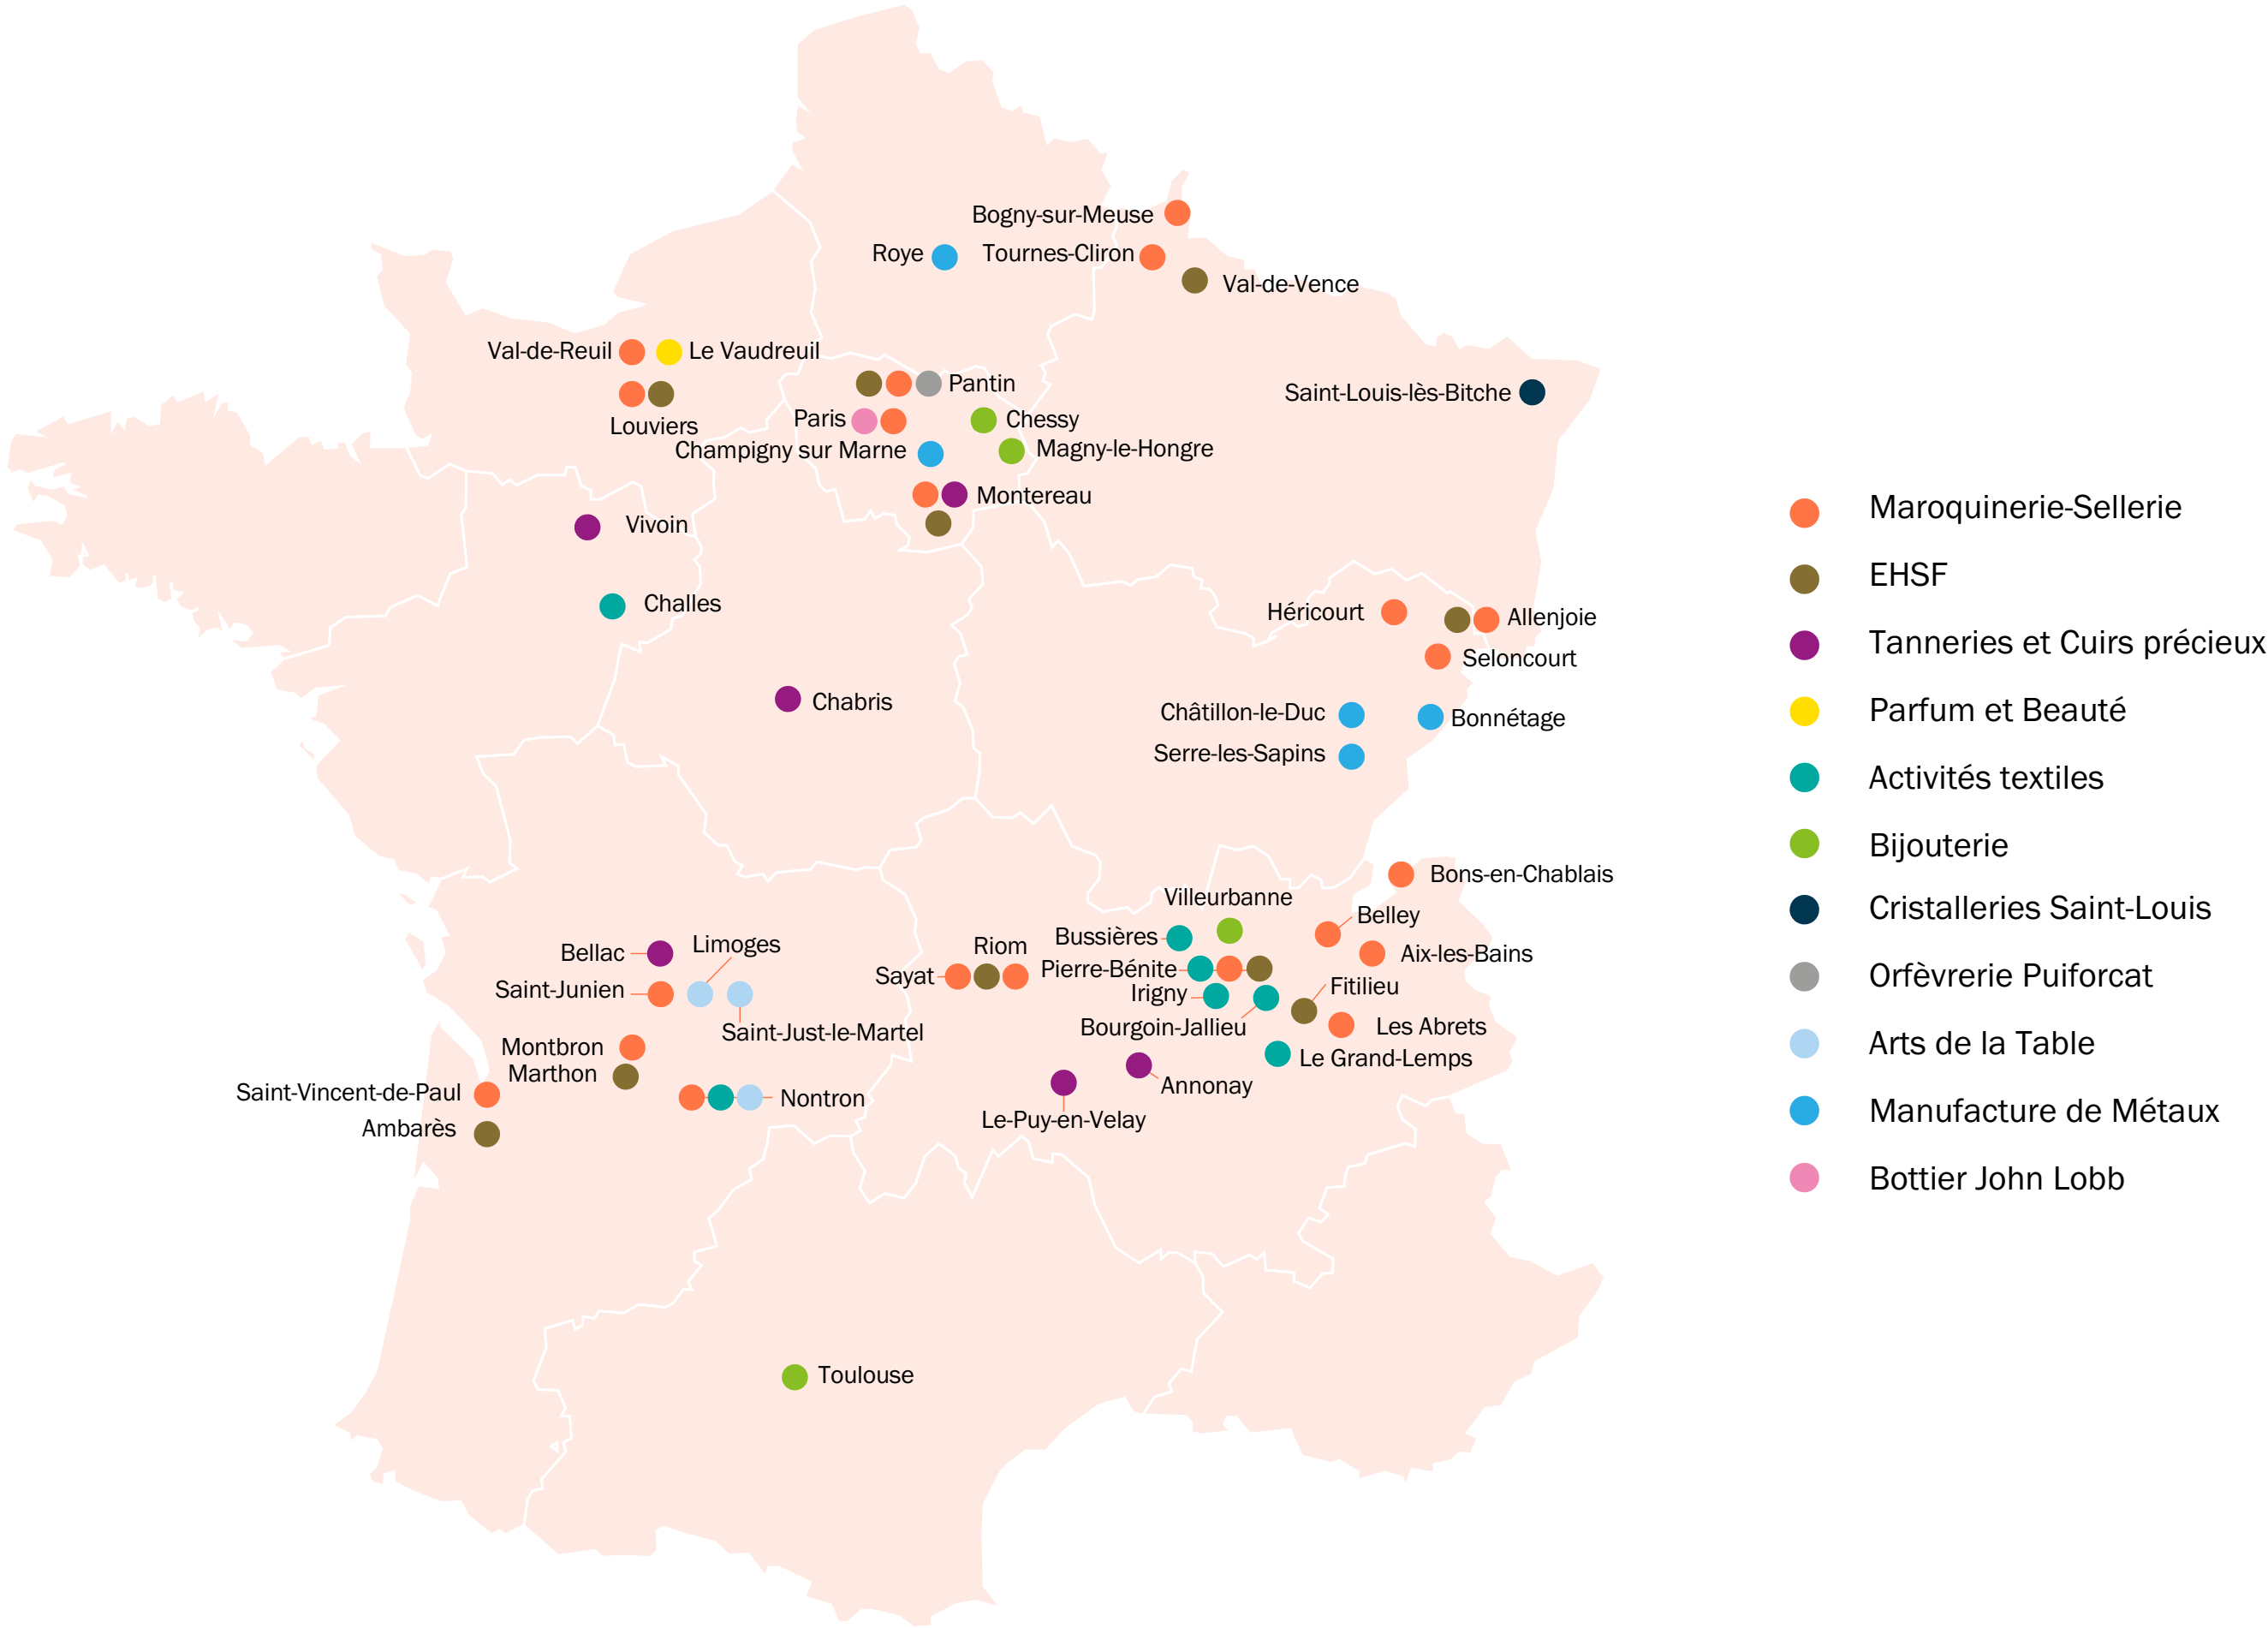 Bogny-sur-Meuse
Roye
Tournes-Cliron
Val-de-Vence
Val-de-Reuil
Le Vaudreuil
Pantin
Saint-Louis-lès-Bitche
Louviers
Paris
Chessy
Champigny sur Marne
Magny-le-Hongre
Montereau
Vivoin
Challes
Héricourt
Allenjoie
Seloncourt
Chabris
Châtillon-le-Duc
Bonnétage
Serre-les-Sapins
Bons-en-Chablais
Villeurbanne
Belley
Bussières
Limoges
Bellac
Riom
Aix-les-Bains
Sayat
Pierre-Bénite
Saint-Junien
Irigny
Fitilieu
Saint-Just-le-Martel
Bourgoin-Jallieu
Les Abrets
Montbron
Le Grand-Lemps
Marthon
Annonay
Saint-Vincent-de-Paul
Nontron
Le-Puy-en-Velay
Ambarès
Toulouse
Maroquinerie-Sellerie
EHSF
Tanneries et Cuirs précieux
Parfum et Beauté
Activités textiles
Bijouterie
Cristalleries Saint-Louis
Orfèvrerie Puiforcat
Arts de la Table
Manufacture de Métaux
Bottier John Lobb